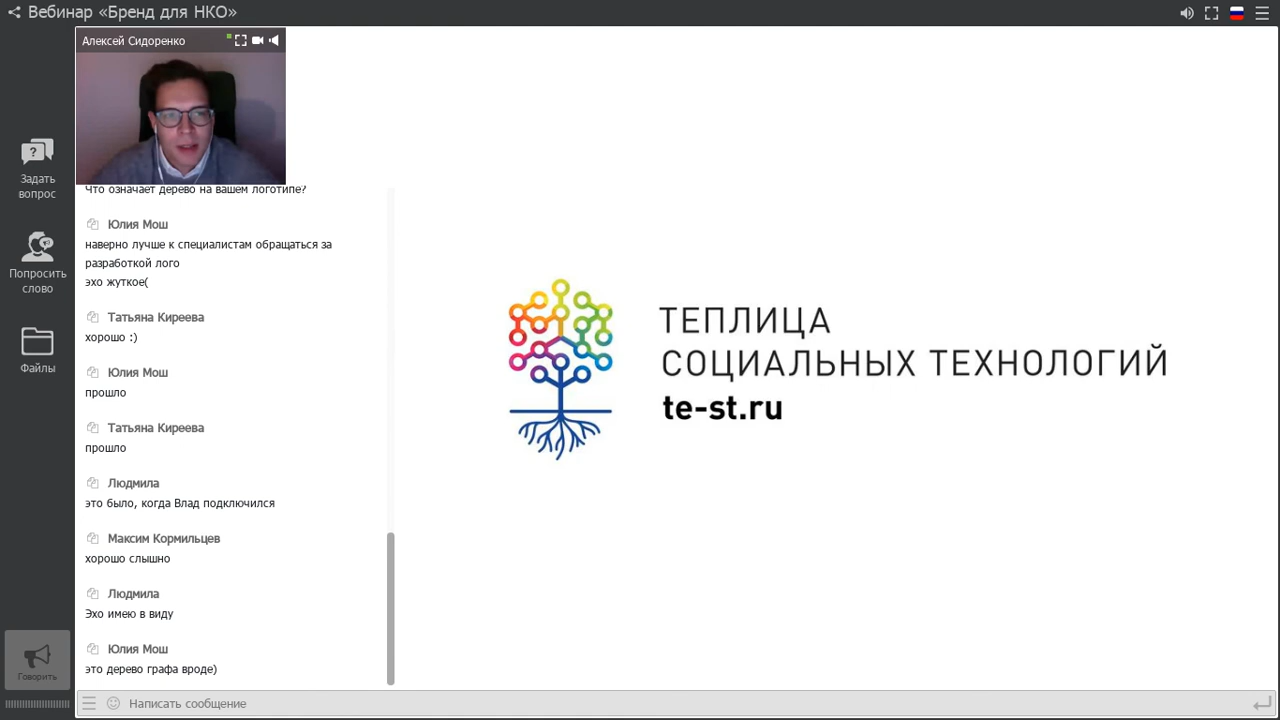 Вебинар «Бренд для НКО»
Алексей Сидоренко
Задать
вопрос
Попросить
слово
Файлы
Говорить
Что означает дерево на вашем логотипе?
Юлия Мош
наверно лучше к специалистам обращаться за
разработкой лого
эхо жуткое(
Татьяна Киреева
хорошо :)
Юлия Мош
прошло
Татьяна Киреева
прошло
Людмила
это было, когда Влад подключился
Максим Кормильцев
хорошо слышно
Людмила
Эхо имею в виду
Юлия Мош
это дерево графа вроде)
Написать сообщение
ТЕПЛИЦА
СОЦИАЛЬНЫХ ТЕХНОЛОГИЙ
te-st.ru